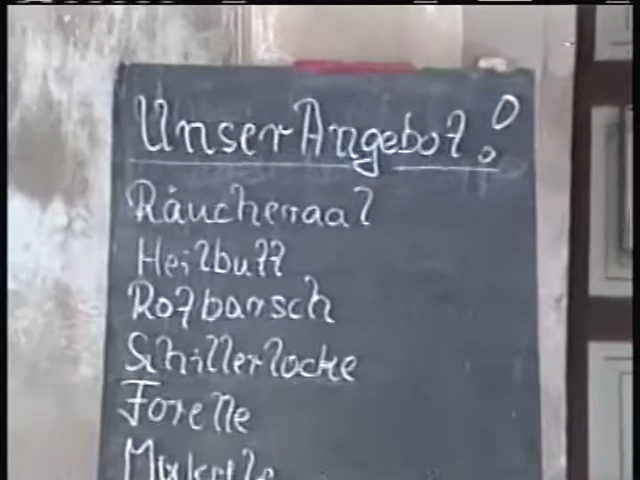 Unser Angebot!
Räucheraal
Heilbutt
Rotbarsch
Schillerlocke
Forelle